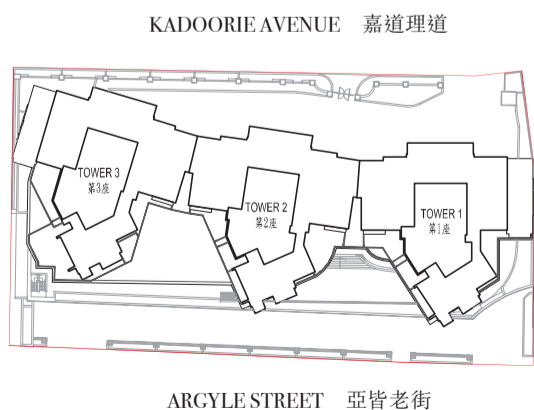 KADOORIE AVENUE 嘉道理道
TOWER 3
第3座
TOWER 2
第2座
TOWER 1
第1座
ARGYLE STREET 亞皆老街